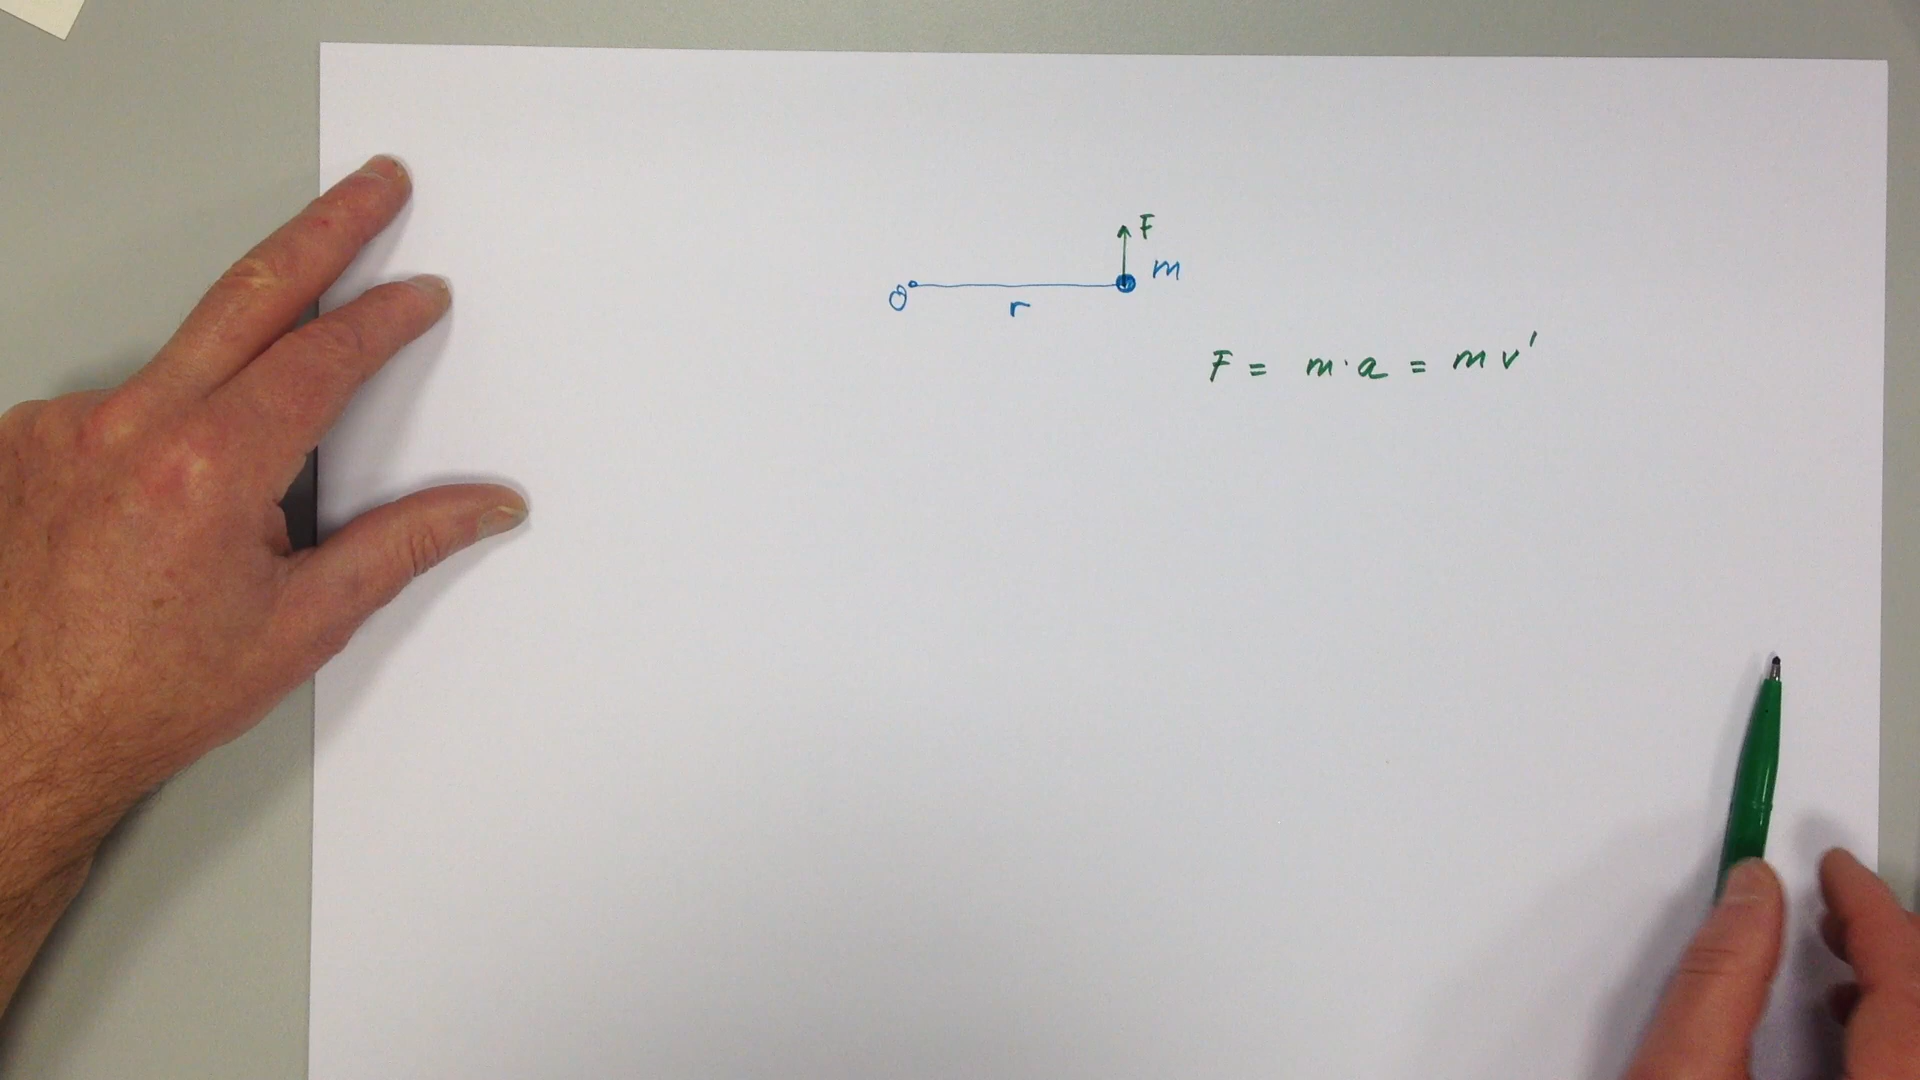 F
m
O
r
F = m·a = mv'